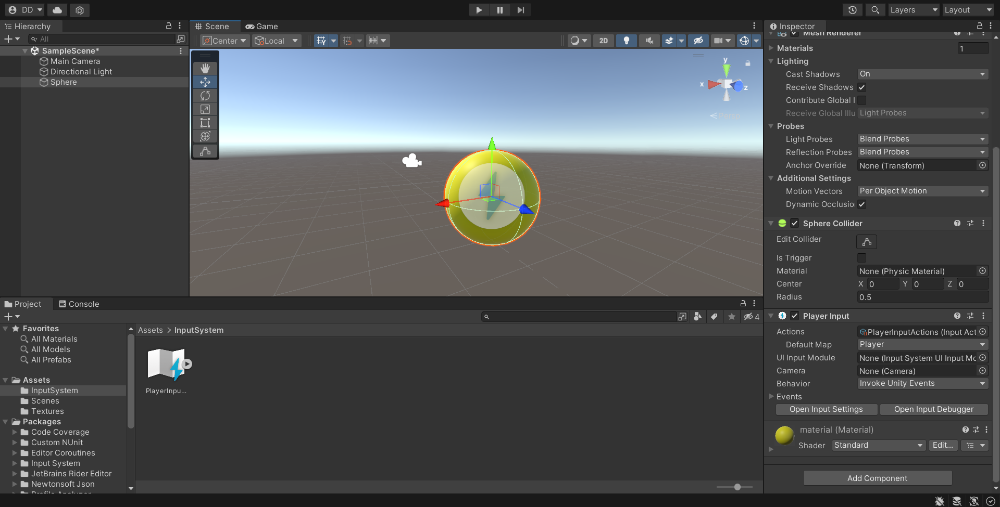 DD
Layers
Layout
Hierarchy
All
SampleScene*
Main Camera
Directional Light
Sphere
Scene
Game
Center
Local
2D
y
x
z
Persp
Inspector
Mesh Renderer
Materials
1
Lighting
Cast Shadows
On
Receive Shadows
Contribute Global I
Receive Global Illu
Light Probes
Probes
Light Probes
Blend Probes
Reflection Probes
Blend Probes
Anchor Override
None (Transform)
Additional Settings
Motion Vectors
Per Object Motion
Dynamic Occlusio
Sphere Collider
Edit Collider
Is Trigger
Material
None (Physic Material)
Center
X 0 Y 0 Z 0
Radius
0.5
Player Input
Actions
PlayerInputActions (Input Act
Default Map
Player
UI Input Module
None (Input System UI Input Mo
Camera
None (Camera)
Behavior
Invoke Unity Events
Events
Open Input Settings
Open Input Debugger
material (Material)
Shader
Standard
Edit...
Add Component
Project
Console
4
Favorites
All Materials
All Models
All Prefabs
Assets
InputSystem
Scenes
Textures
Packages
Code Coverage
Custom NUnit
Editor Coroutines
Input System
JetBrains Rider Editor
Newtonsoft Json
Profile Analyzer
Assets > InputSystem
PlayerInpu...